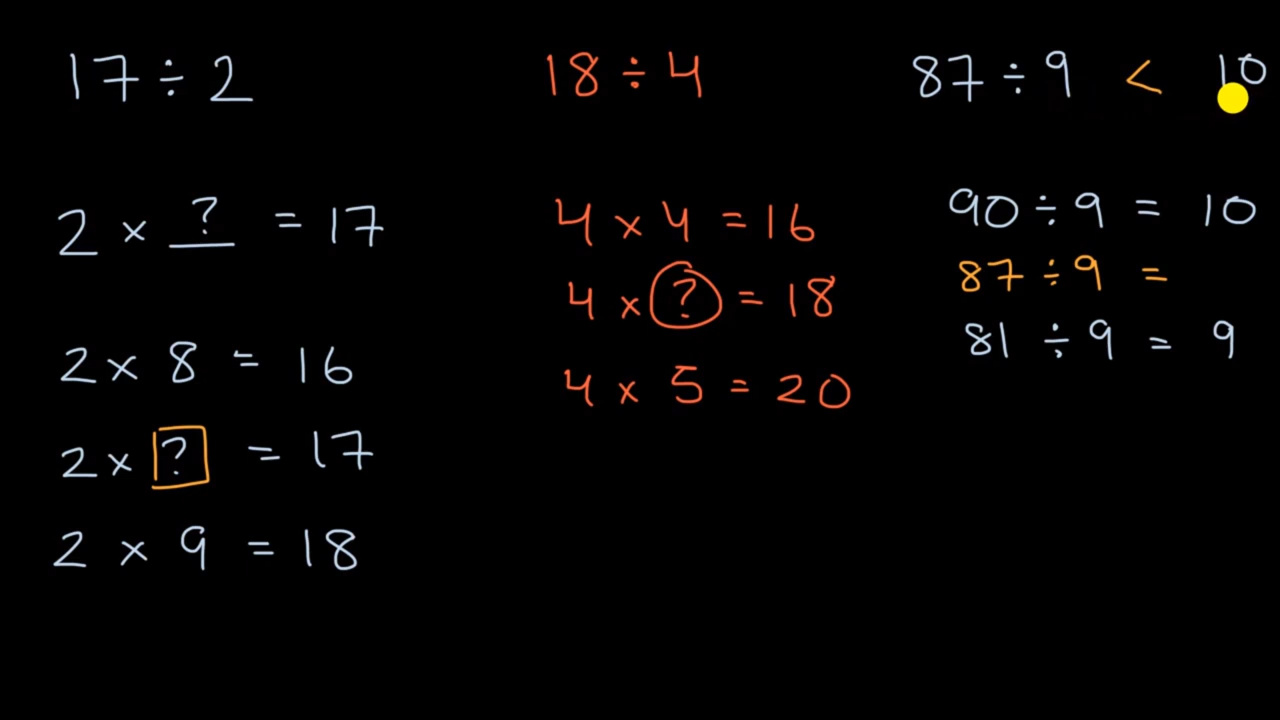 17 ÷ 2
2 × ? = 17
2 × 8 = 16
2 × ? = 17
2 × 9 = 18
18 ÷ 4
4 × 4 = 16
4 × ? = 18
4 × 5 = 20
87 ÷ 9 < 10
90 ÷ 9 = 10
87 ÷ 9 =
81 ÷ 9 = 9